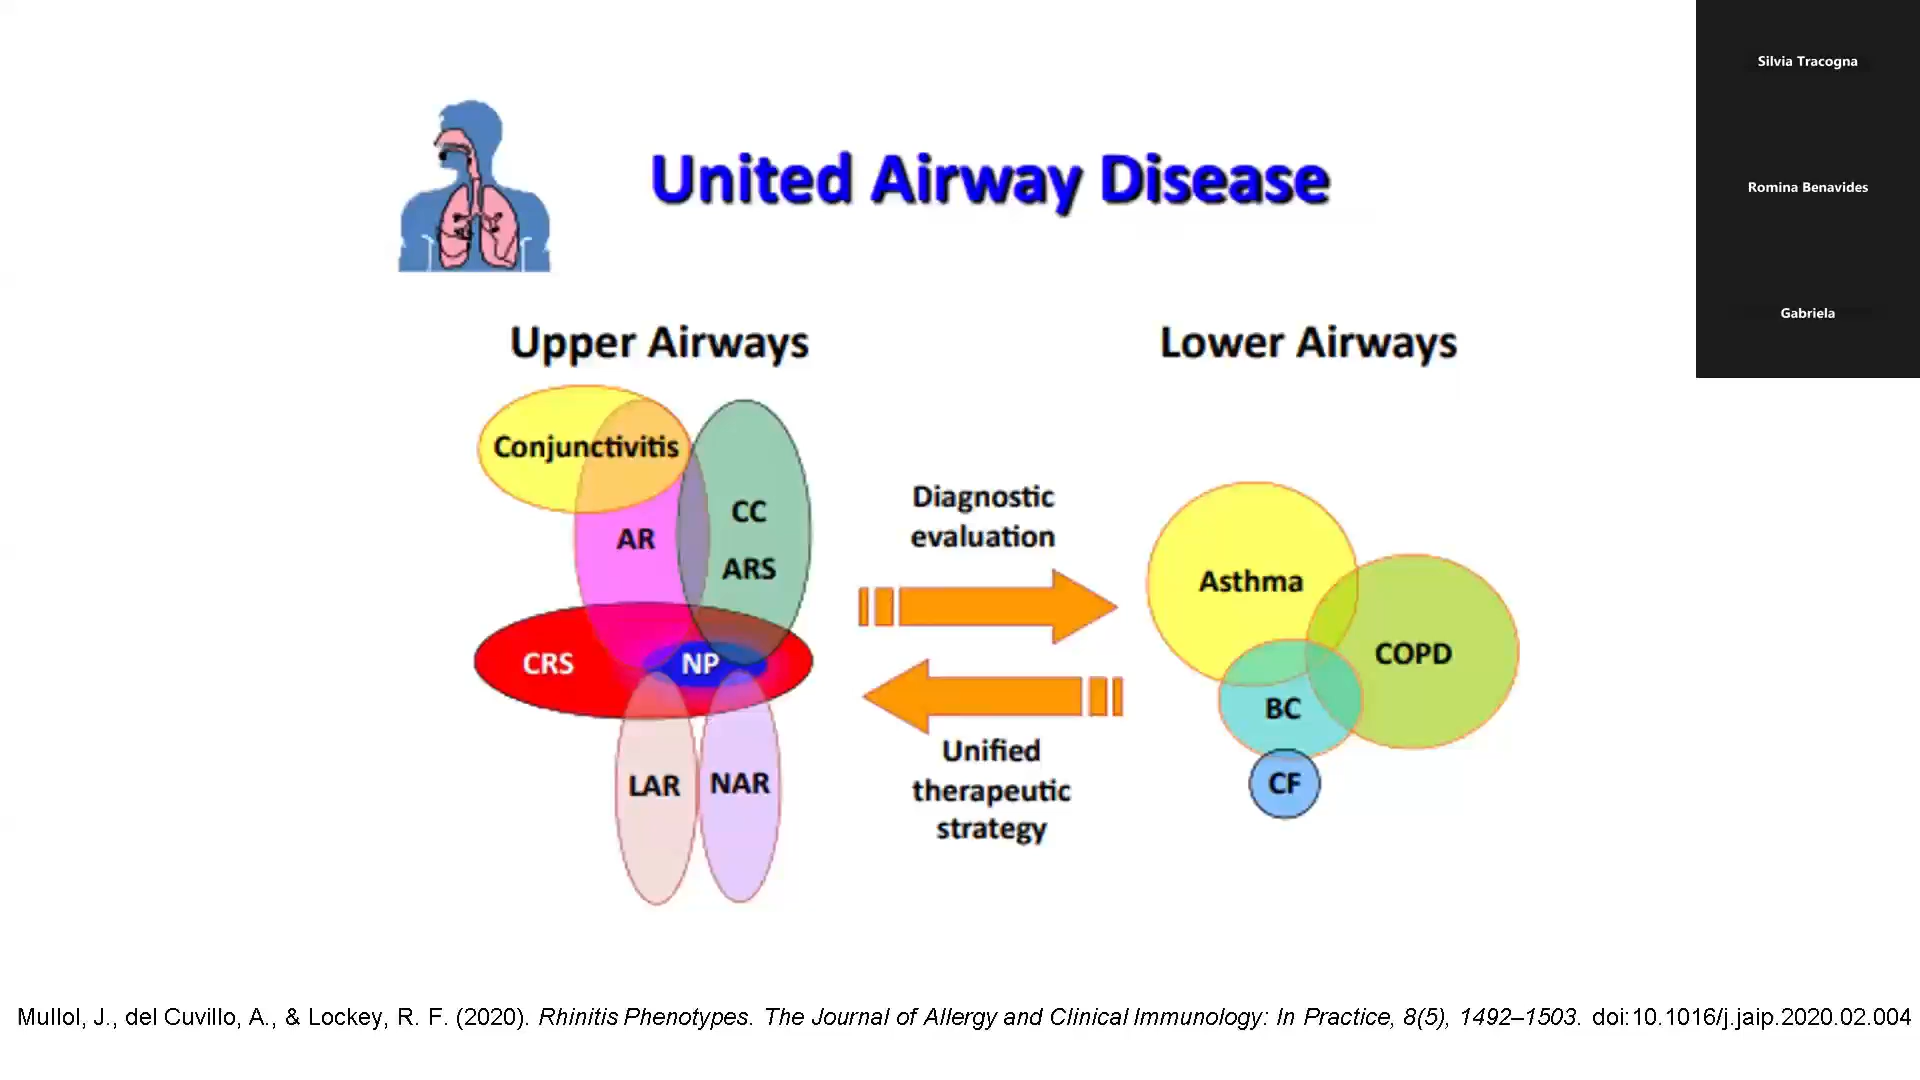 United Airway Disease
Upper Airways
Lower Airways
Conjunctivitis
AR
CC
ARS
CRS
NP
LAR
NAR
Diagnostic
evaluation
Unified
therapeutic
strategy
Asthma
COPD
BC
CF
Silvia Tracogna
Romina Benavides
Gabriela
Mullol, J., del Cuvillo, A., & Lockey, R. F. (2020). Rhinitis Phenotypes. The Journal of Allergy and Clinical Immunology: In Practice, 8(5), 1492–1503. doi:10.1016/j.jaip.2020.02.004